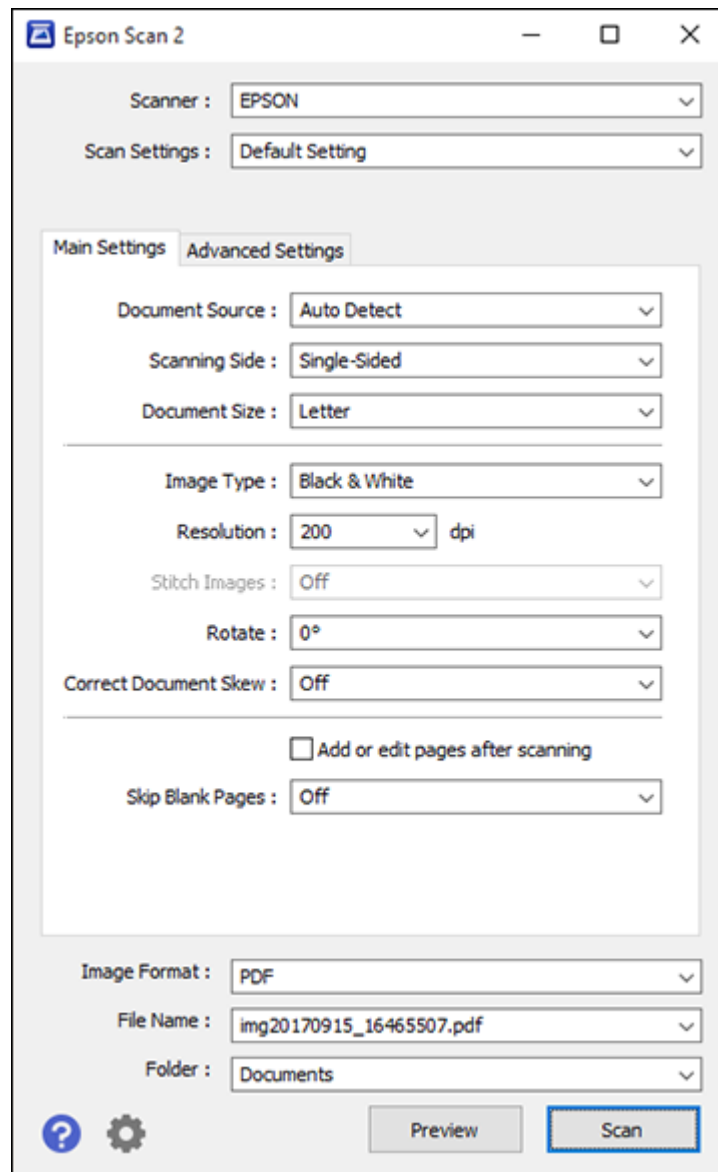 Epson Scan 2
Scanner : EPSON
Scan Settings : Default Setting
Main Settings Advanced Settings
Document Source : Auto Detect
Scanning Side : Single-Sided
Document Size : Letter
Image Type : Black & White
Resolution : 200 dpi
Stitch Images : Off
Rotate : 0°
Correct Document Skew : Off
Add or edit pages after scanning
Skip Blank Pages : Off
Image Format : PDF
File Name : img20170915_16465507.pdf
Folder : Documents
? Preview Scan